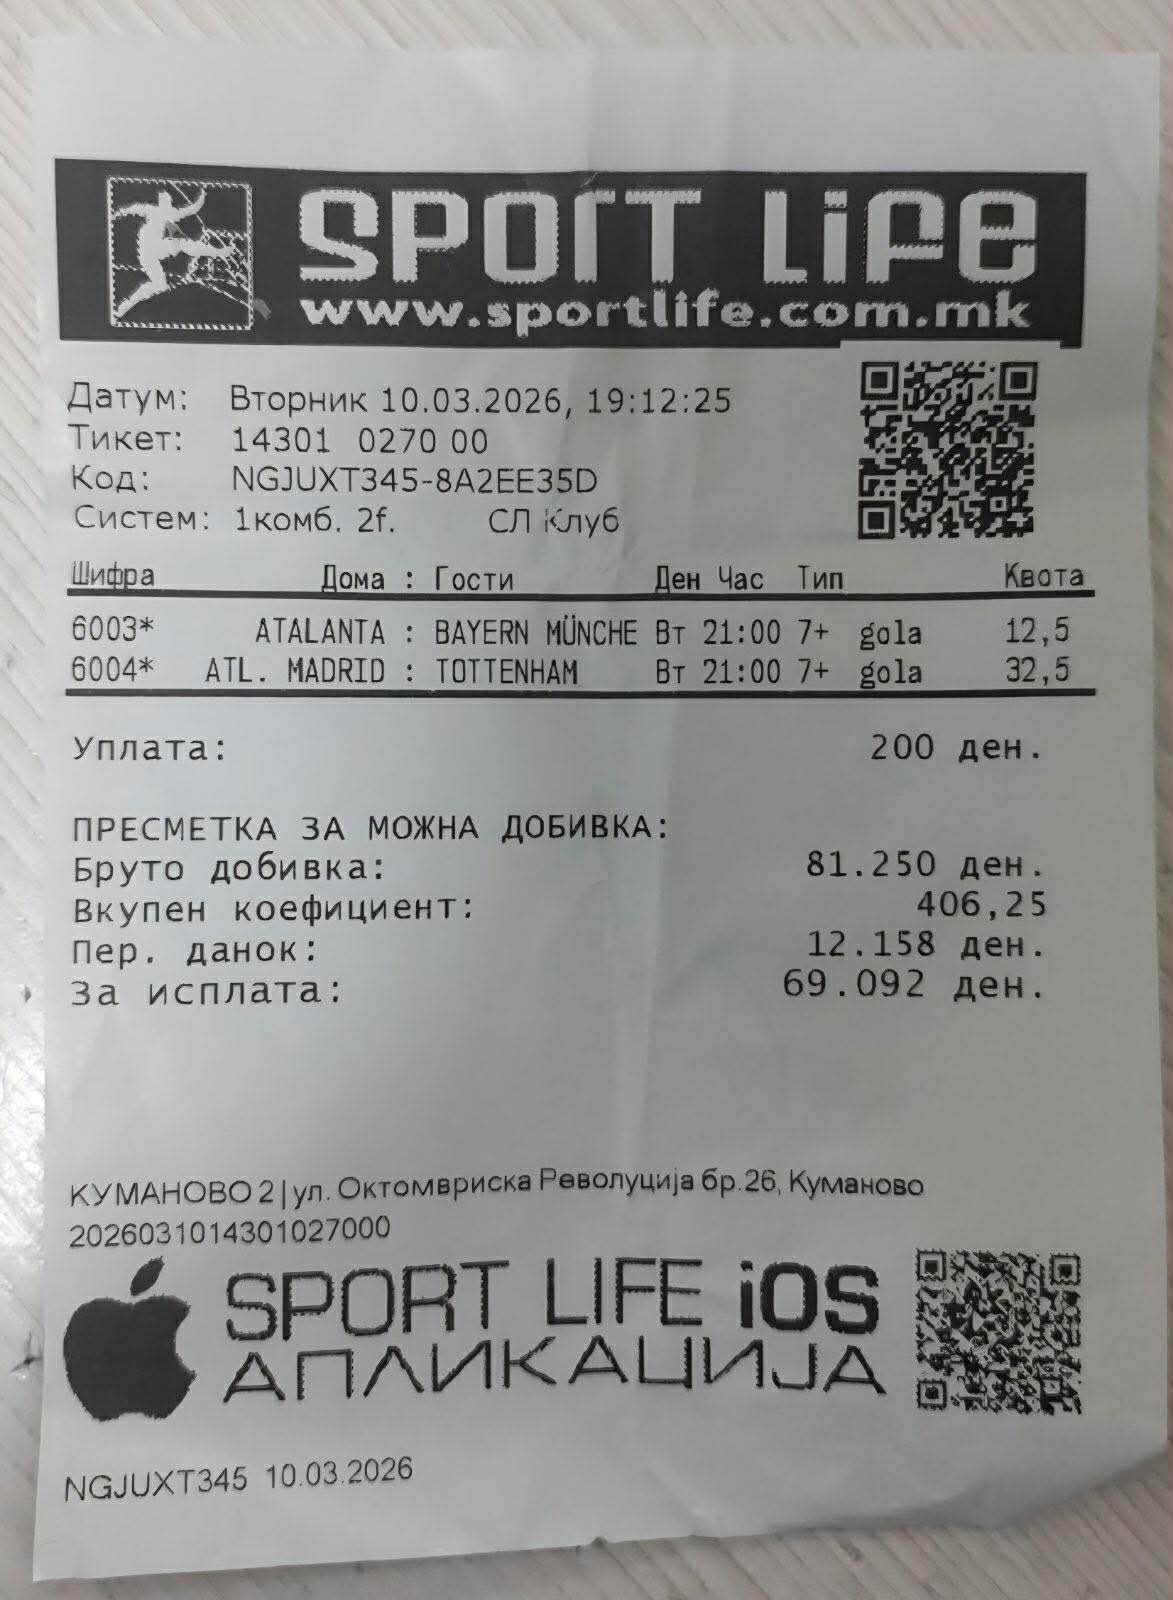 SPORT LIFE
www.sportlife.com.mk
Датум: Вторник 10.03.2026, 19:12:25
Тикет: 14301 0270 00
Код: NGJUXT345-8A2EE35D
Систем: 1комб. 2f. СЛ Клуб
Шифра Дома : Гости Ден Час Тип Квота
6003* ATALANTA : BAYERN MÜNCHE Вт 21:00 7+ gola 12,5
6004* ATL. MADRID : TOTTENHAM Вт 21:00 7+ gola 32,5
Уплата: 200 ден.
ПРЕСМЕТКА ЗА МОЖНА ДОБИВКА:
Бруто добивка: 81.250 ден.
Вкупен коефициент: 406,25
Пер. данок: 12.158 ден.
За исплата: 69.092 ден.
КУМАНОВО 2|ул. Октомвриска Револуција бр.26, Куманово
2026031014301027000
SPORT LIFE iOS
АПЛИКАЦИЈА
NGJUXT345 10.03.2026